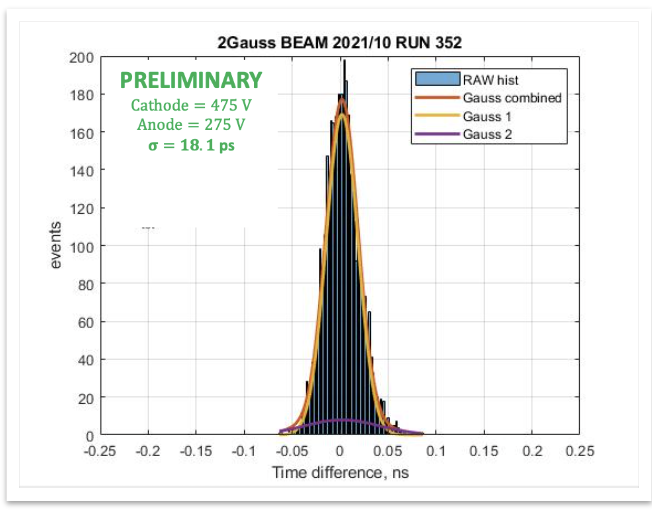 2Gauss BEAM 2021/10 RUN 352
PRELIMINARY
Cathode = 475 V
Anode = 275 V
σ = 18.1 ps
RAW hist
Gauss combined
Gauss 1
Gauss 2
200
180
160
140
120
100
80
60
40
20
0
events
-0.25 -0.2 -0.15 -0.1 -0.05 0 0.05 0.1 0.15 0.2 0.25
Time difference, ns